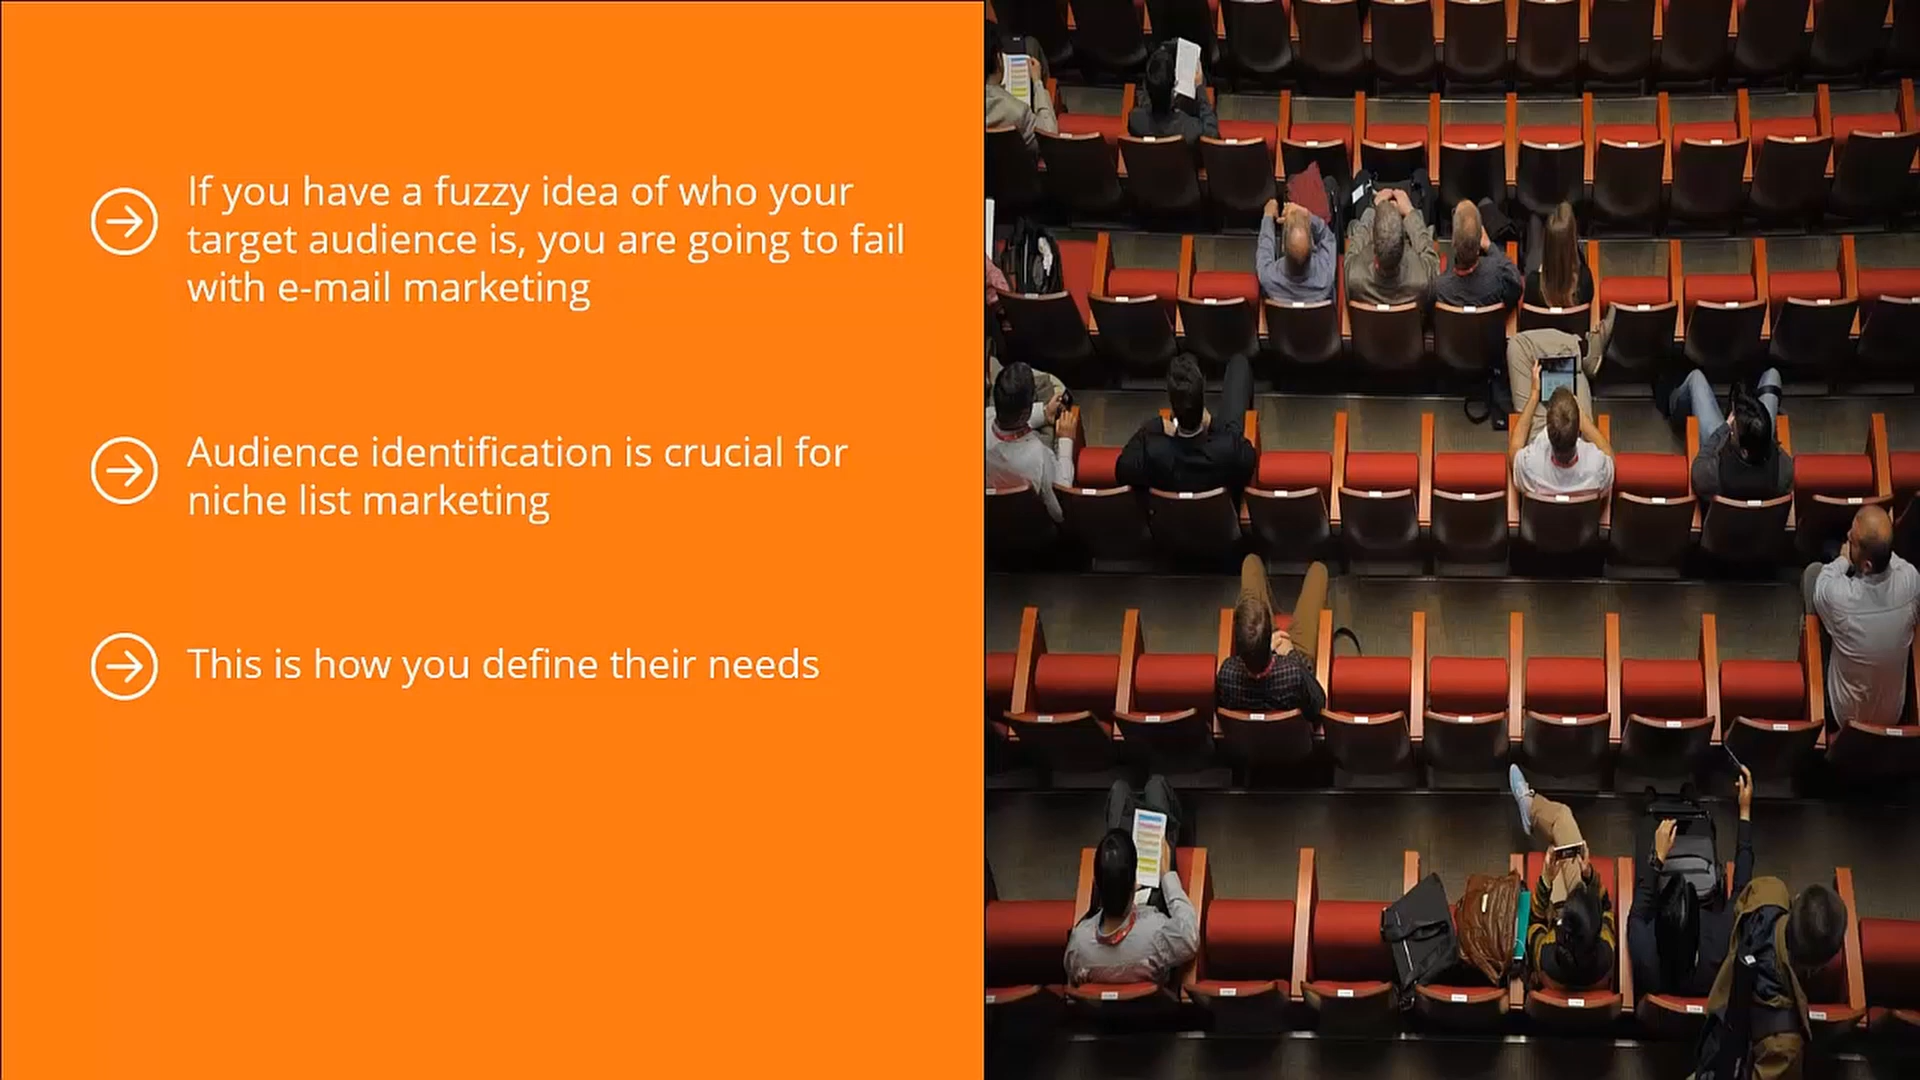 If you have a fuzzy idea of who your
target audience is, you are going to fail
with e-mail marketing
Audience identification is crucial for
niche list marketing
This is how you define their needs